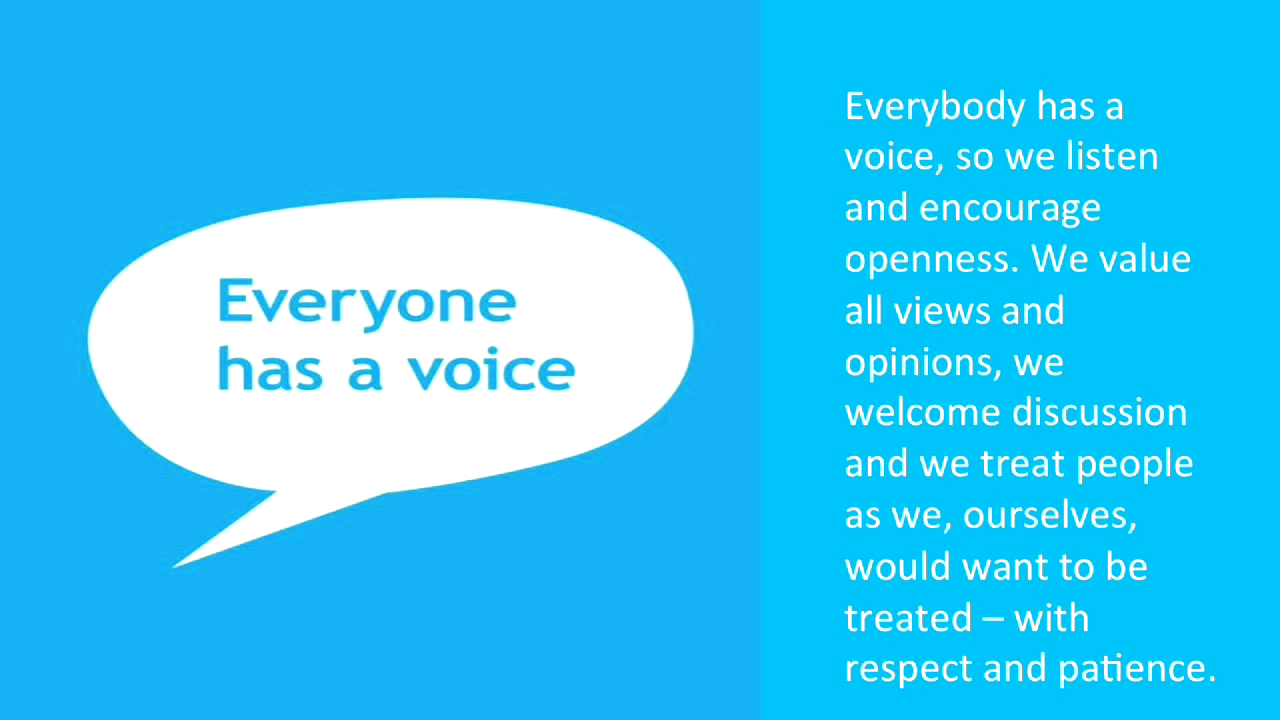 Everyone
has a voice
Everybody has a
voice, so we listen
and encourage
openness. We value
all views and
opinions, we
welcome discussion
and we treat people
as we, ourselves,
would want to be
treated – with
respect and patience.